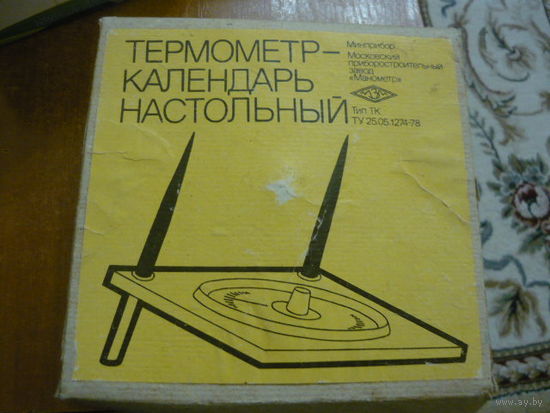 ТЕРМОМЕТР–
КАЛЕНДАРЬ
НАСТОЛЬНЫЙ
Минприбор
Московский
приборостроительный
завод
«Манометр»
Тип ТК
ТУ 25.05.1274-78
www.ay.by